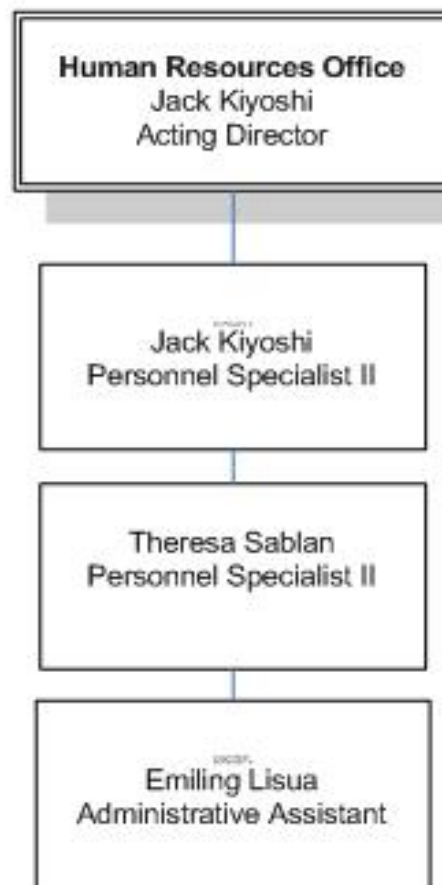 Human Resources Office
Jack Kiyoshi
Acting Director
Jack Kiyoshi
Personnel Specialist II
Theresa Sablan
Personnel Specialist II
Emiling Lisua
Administrative Assistant